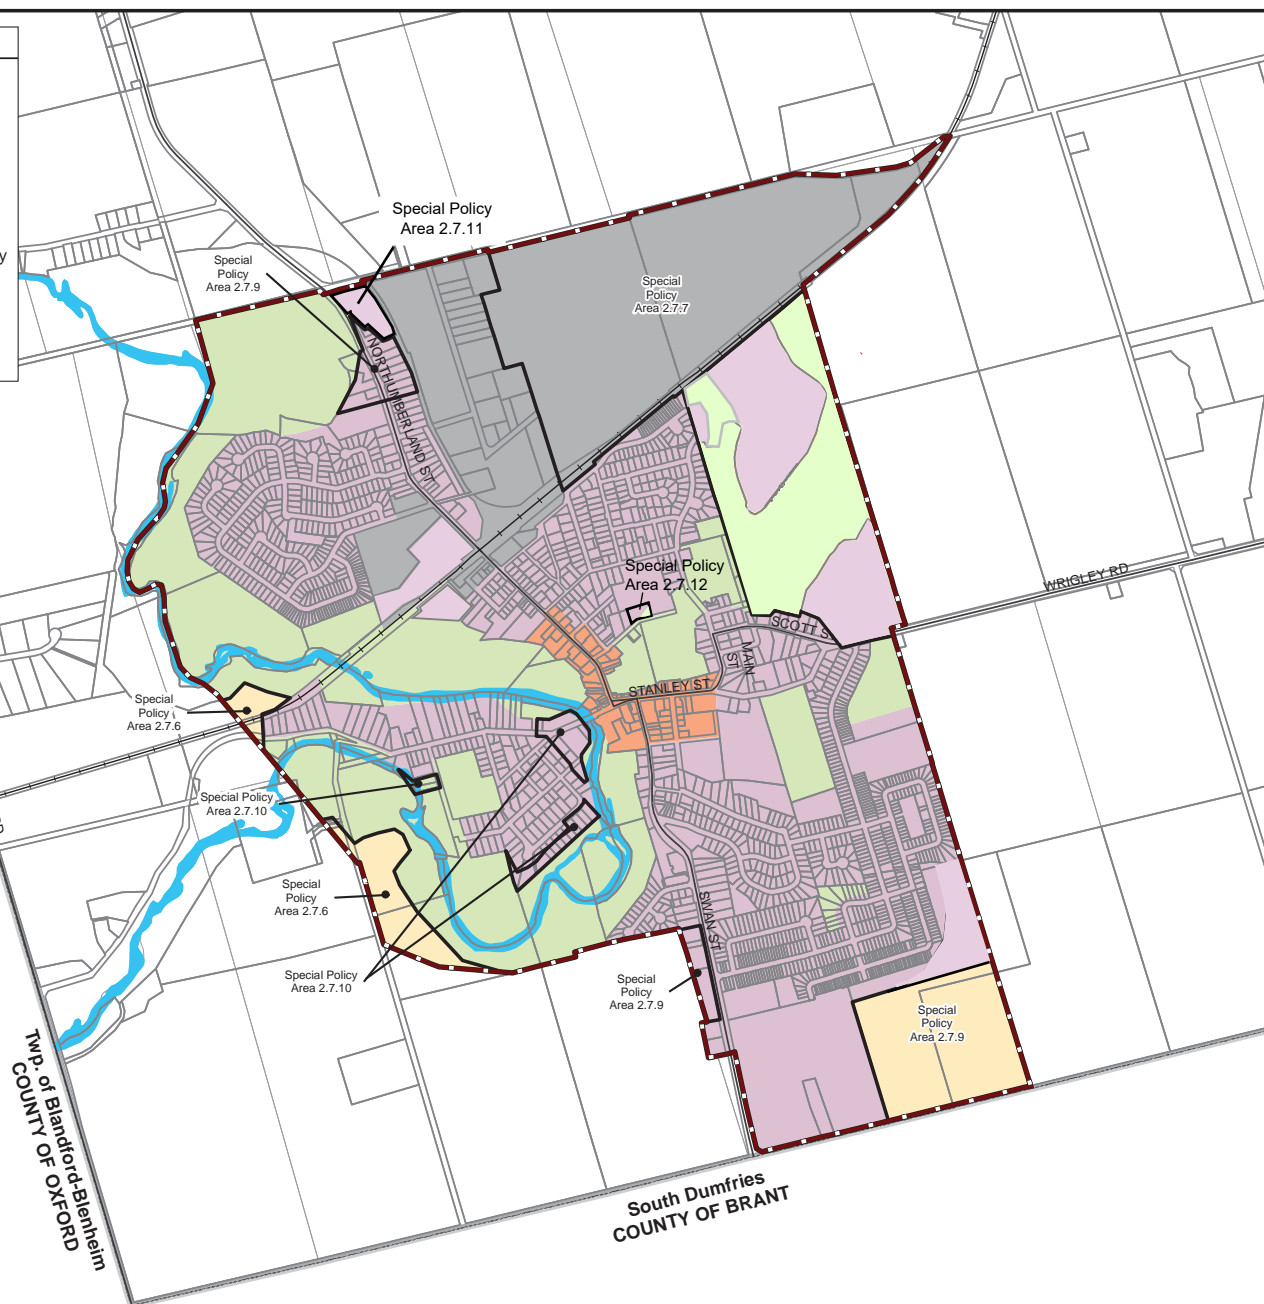 Special Policy
Area 2.7.11
y
Special
Policy
Area 2.7.9
Special
Policy
Area 2.7.7
NORTHUMBERLAND ST
Special Policy
Area 2.7.12
WRIGLEY RD
SCOTT S
MAIN
ST
STANLEY ST
Special
Policy
Area 2.7.6
Special Policy
Area 2.7.10
Special
Policy
Area 2.7.6
SWAN ST
Special Policy
Area 2.7.10
Special
Policy
Area 2.7.9
Special
Policy
Area 2.7.9
Twp. of Blandford-Blenheim
COUNTY OF OXFORD
South Dumfries
COUNTY OF BRANT